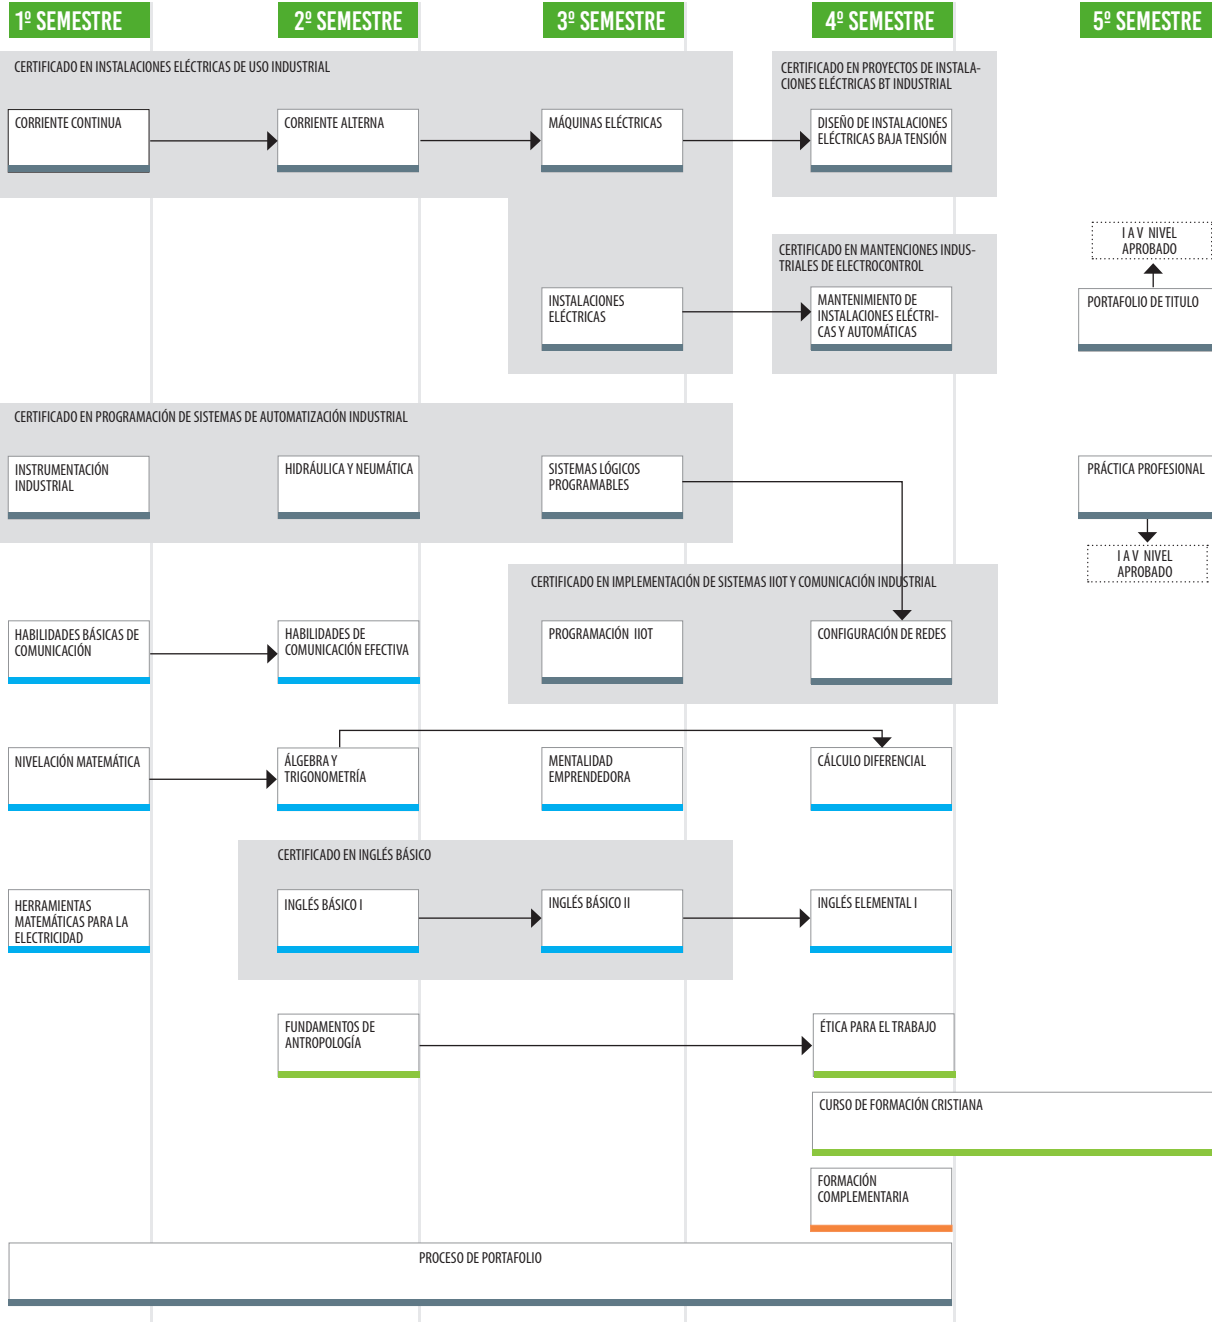 1º SEMESTRE
2º SEMESTRE
3º SEMESTRE
4º SEMESTRE
5º SEMESTRE
CERTIFICADO EN INSTALACIONES ELÉCTRICAS DE USO INDUSTRIAL
CERTIFICADO EN PROYECTOS DE INSTALA-
CIONES ELÉCTRICAS BT INDUSTRIAL
CORRIENTE CONTINUA
CORRIENTE ALTERNA
MÁQUINAS ELÉCTRICAS
DISEÑO DE INSTALACIONES
ELÉCTRICAS BAJA TENSIÓN
I A V NIVEL
APROBADO
CERTIFICADO EN MANTENCIONES INDUS-
TRIALES DE ELECTROCONTROL
INSTALACIONES
ELÉCTRICAS
MANTENIMIENTO DE
INSTALACIONES ELÉCTRI-
CAS Y AUTOMÁTICAS
PORTAFOLIO DE TITULO
CERTIFICADO EN PROGRAMACIÓN DE SISTEMAS DE AUTOMATIZACIÓN INDUSTRIAL
INSTRUMENTACIÓN
INDUSTRIAL
HIDRÁULICA Y NEUMÁTICA
SISTEMAS LÓGICOS
PROGRAMABLES
PRÁCTICA PROFESIONAL
I A V NIVEL
APROBADO
CERTIFICADO EN IMPLEMENTACIÓN DE SISTEMAS IIOT Y COMUNICACIÓN INDUSTRIAL
HABILIDADES BÁSICAS DE
COMUNICACIÓN
HABILIDADES DE
COMUNICACIÓN EFECTIVA
PROGRAMACIÓN IIOT
CONFIGURACIÓN DE REDES
NIVELACIÓN MATEMÁTICA
ÁLGEBRA Y
TRIGONOMETRÍA
MENTALIDAD
EMPRENDEDORA
CÁLCULO DIFERENCIAL
CERTIFICADO EN INGLÉS BÁSICO
HERRAMIENTAS
MATEMÁTICAS PARA LA
ELECTRICIDAD
INGLÉS BÁSICO I
INGLÉS BÁSICO II
INGLÉS ELEMENTAL I
FUNDAMENTOS DE
ANTROPOLOGÍA
ÉTICA PARA EL TRABAJO
CURSO DE FORMACIÓN CRISTIANA
FORMACIÓN
COMPLEMENTARIA
PROCESO DE PORTAFOLIO